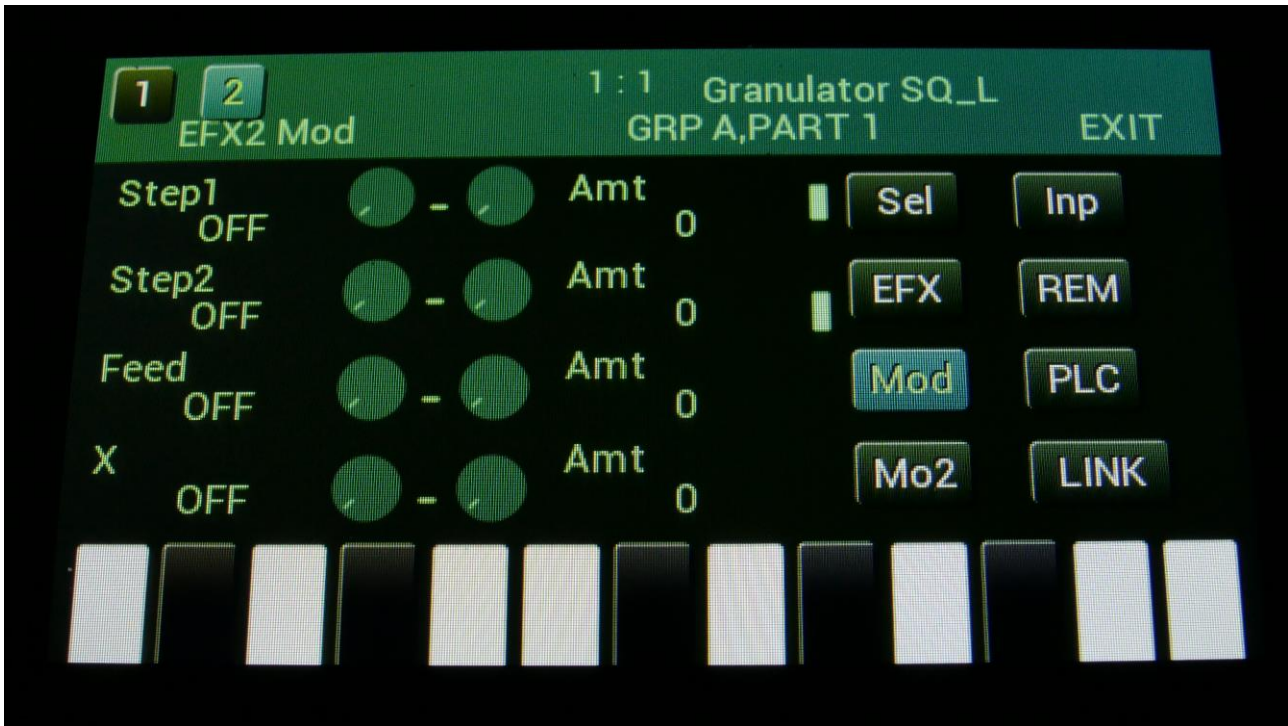 1 2 1 : 1 Granulator SQ_L
EFX2 Mod GRP A,PART 1 EXIT
Step1 Amt Sel Inp
OFF - 0
Step2 Amt EFX REM
OFF - 0
Feed Amt Mod PLC
OFF - 0
X Amt Mo2 LINK
OFF - 0